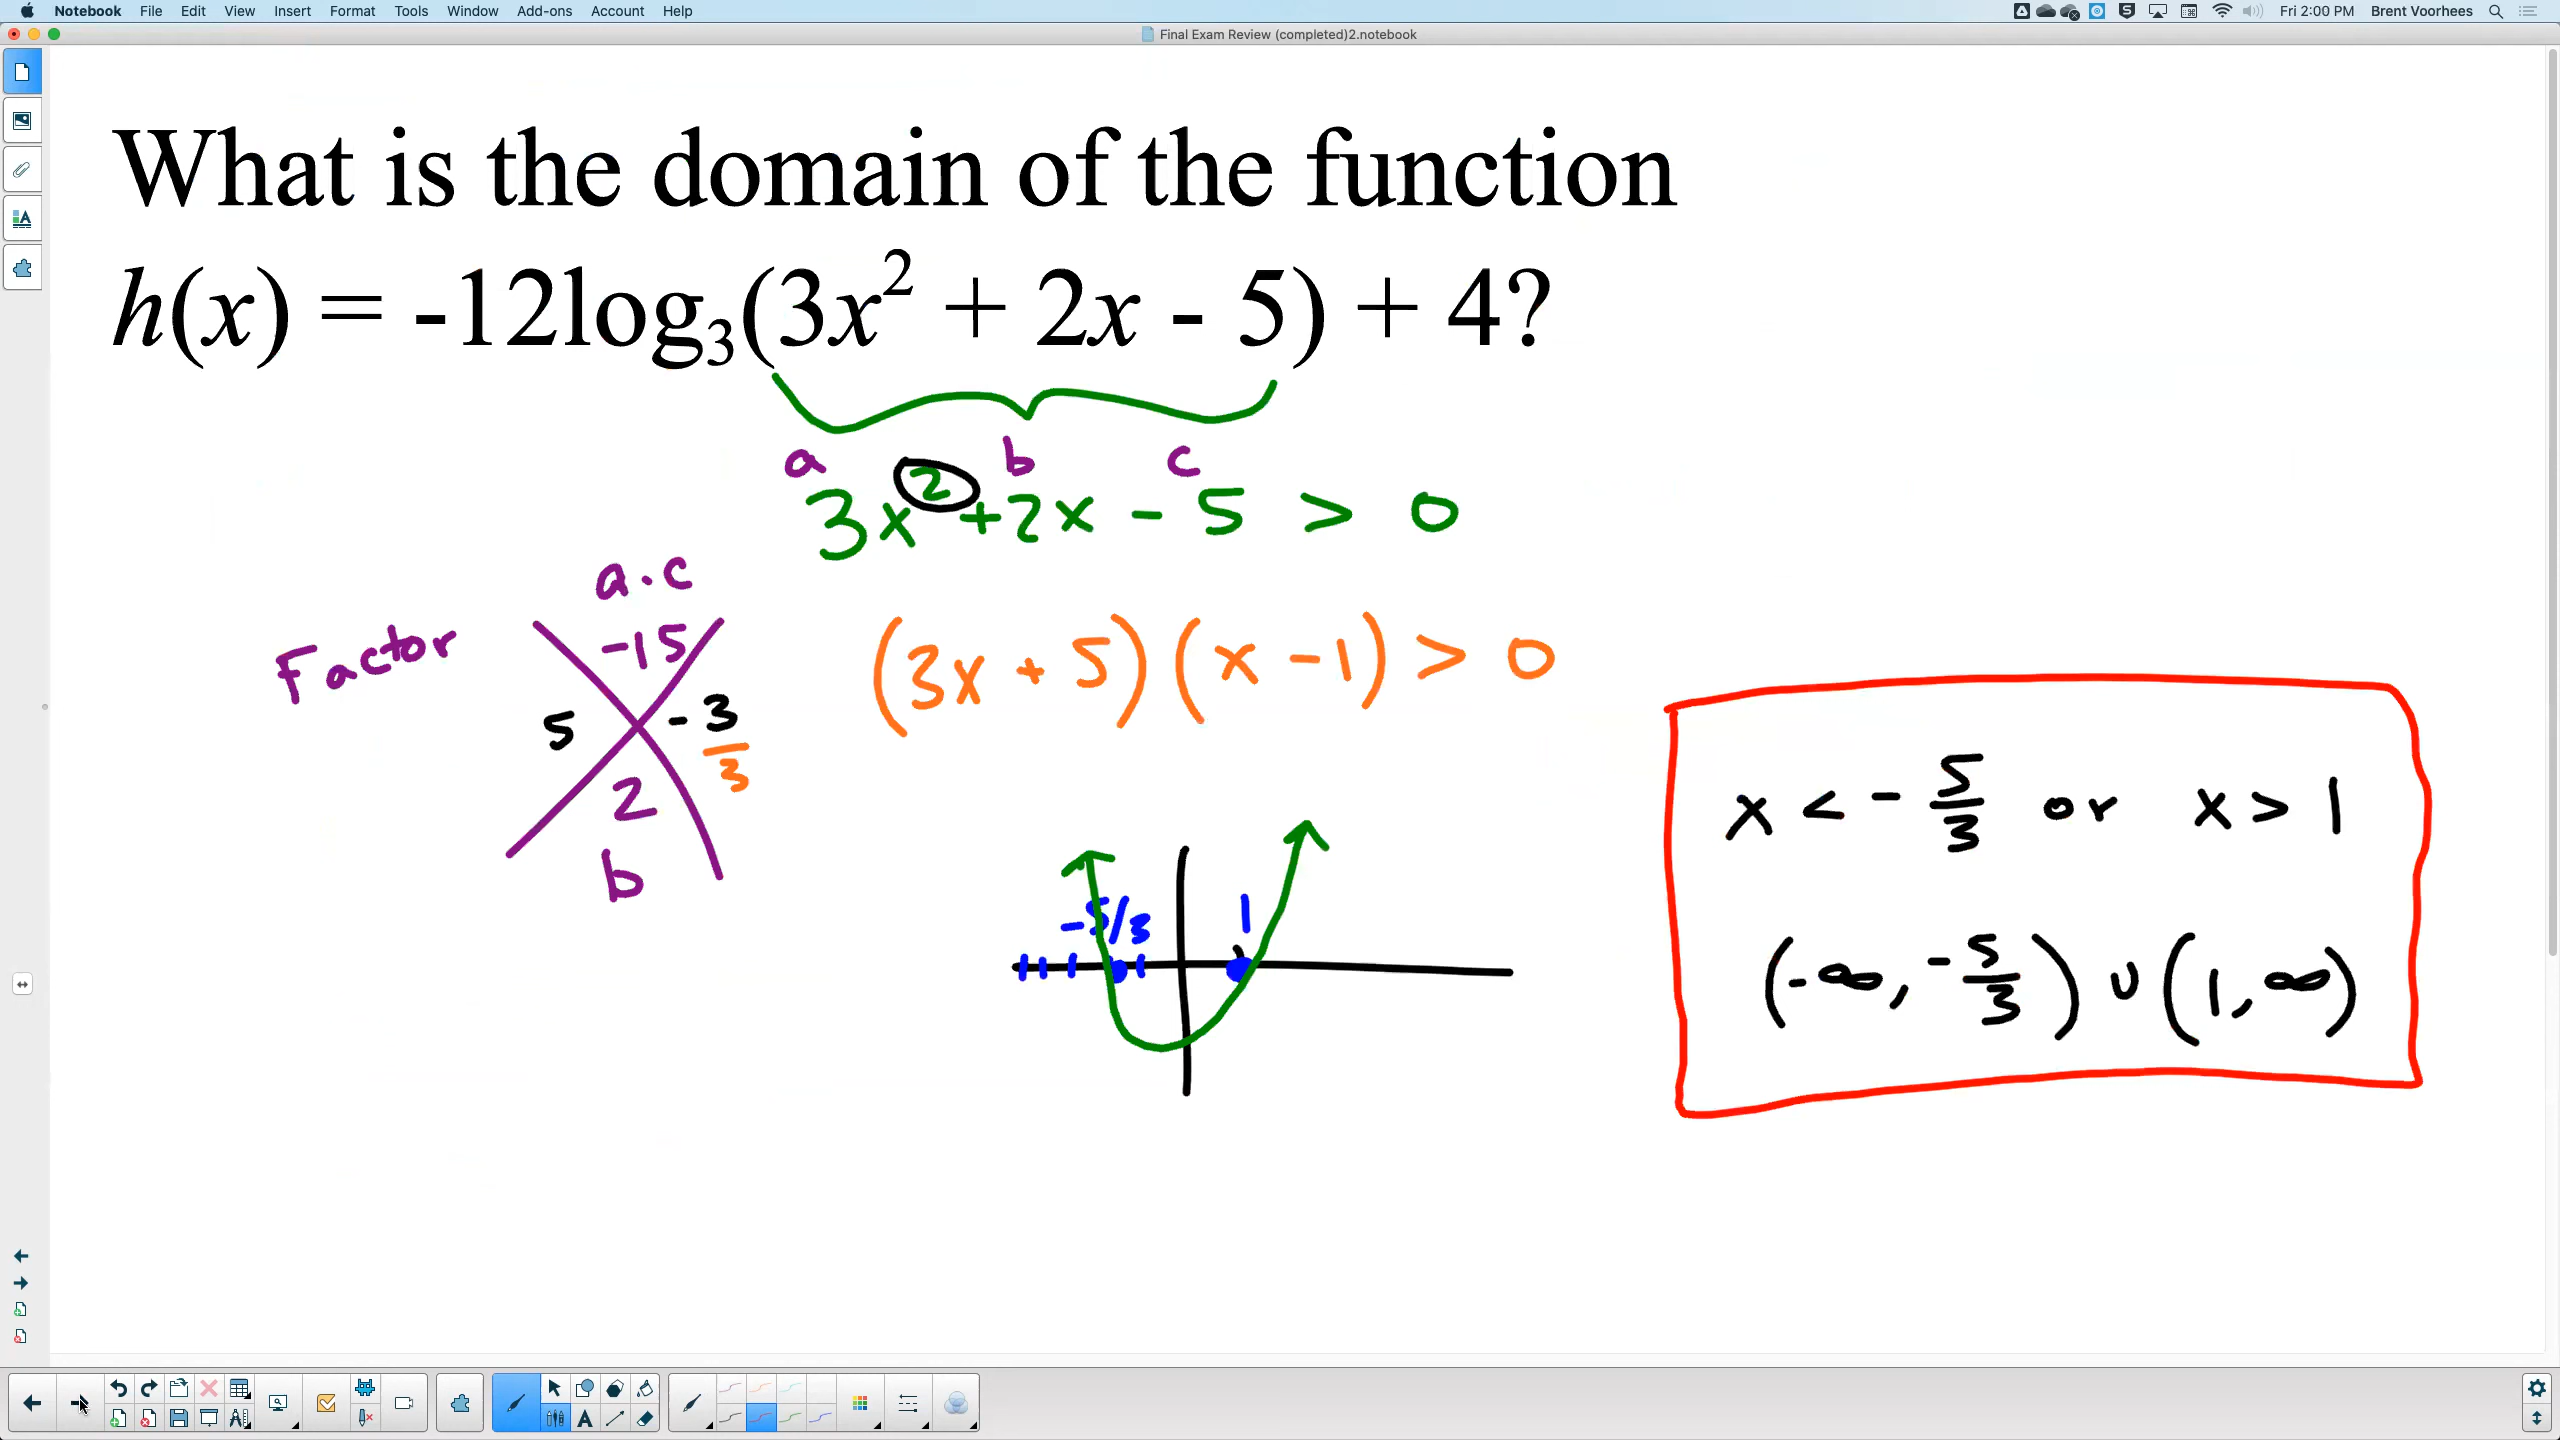 Notebook File Edit View Insert Format Tools Window Add-ons Account Help Fri 2:00 PM Brent Voorhees
Final Exam Review (completed)2.notebook
What is the domain of the function
h(x) = -12log₃(3x² + 2x - 5) + 4?
a b c
3x² + 2x - 5 > 0
a·c
Factor
-15
(3x + 5)(x - 1) > 0
5 -3
3
2
b
x < - 5/3 or x > 1
-5/3 1
(-∞, -5/3) ∪ (1, ∞)